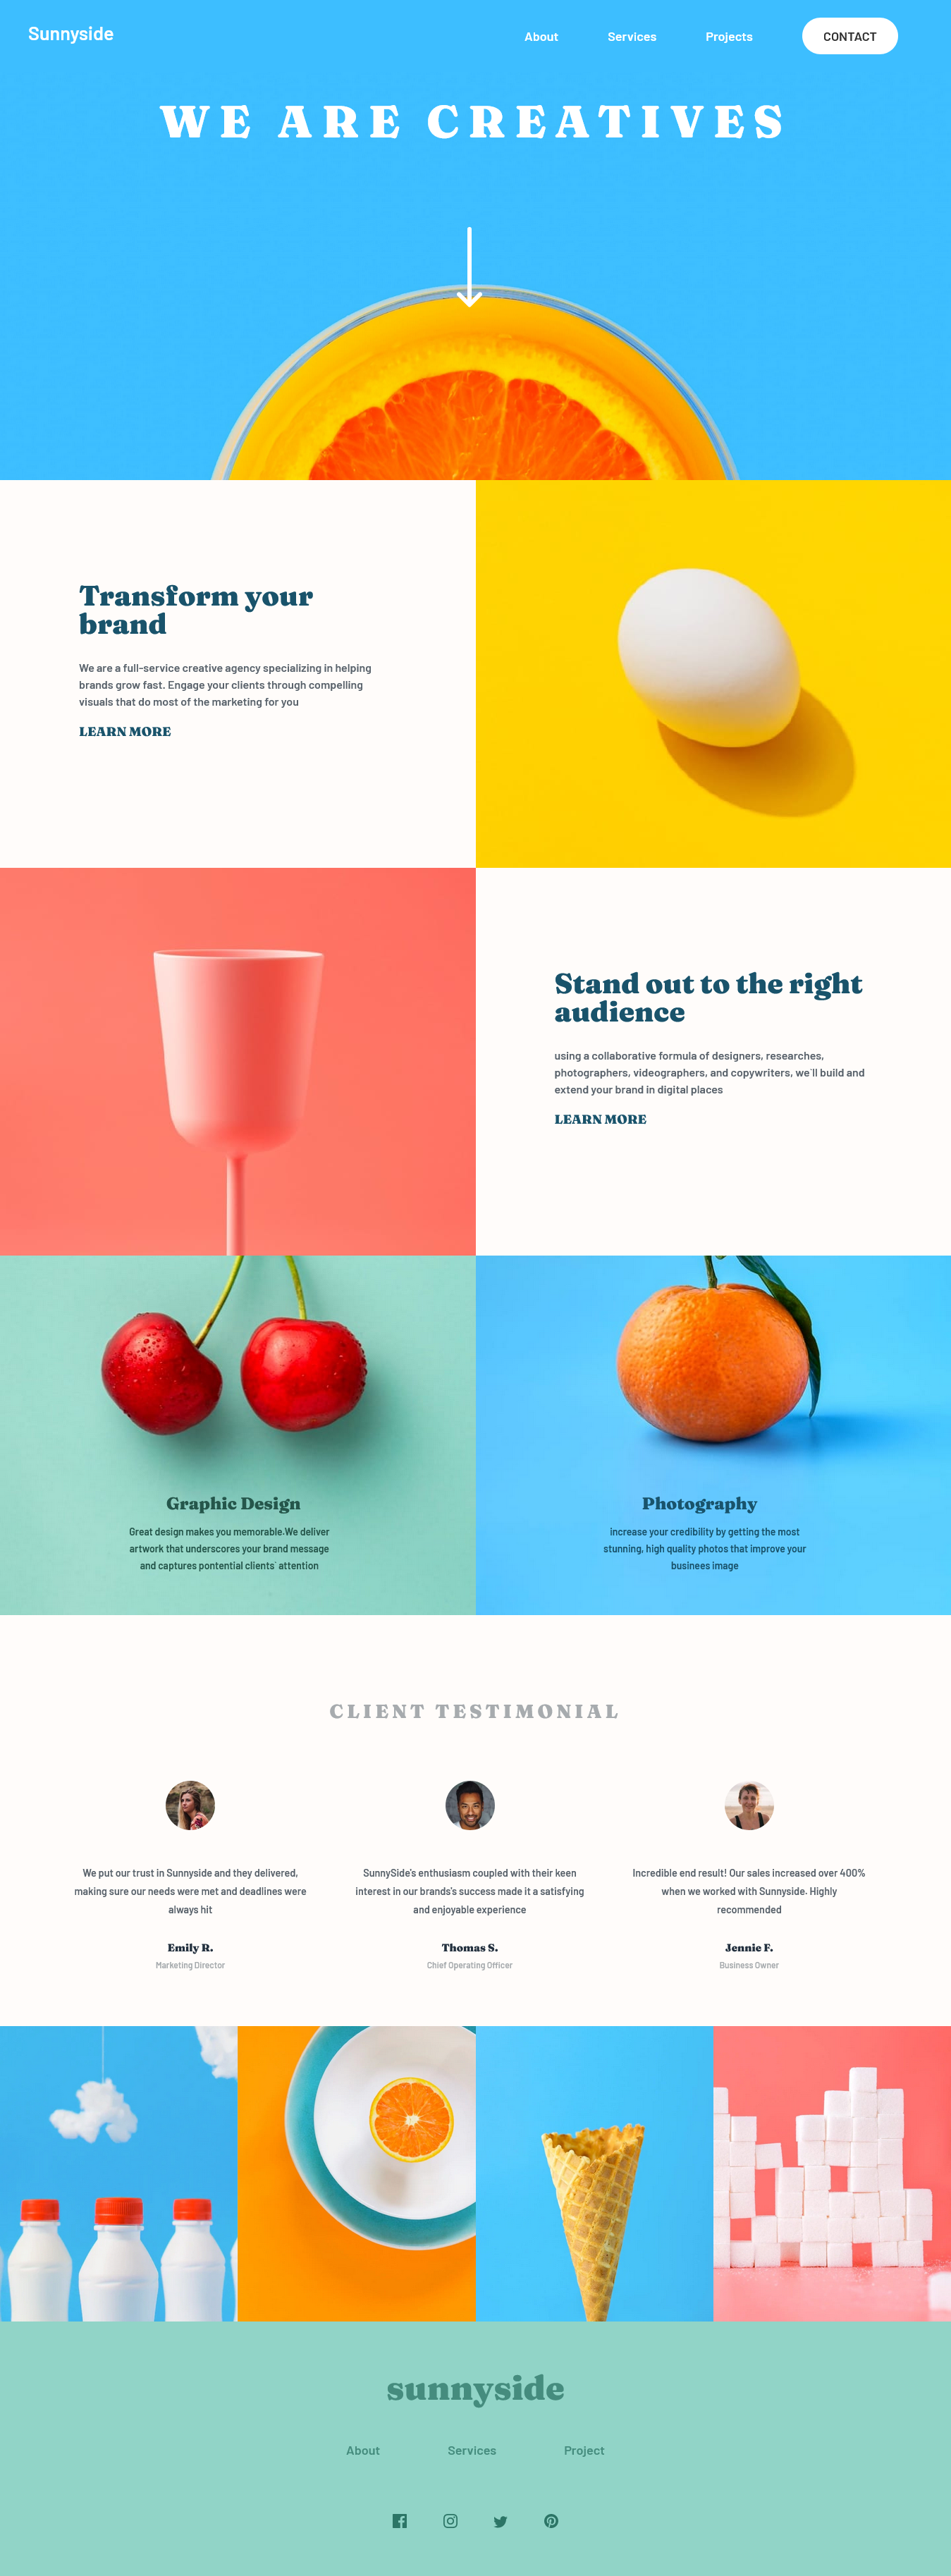 Sunnyside
About
Services
Projects
CONTACT
WE ARE CREATIVES
Transform your
brand
We are a full-service creative agency specializing in helping
brands grow fast. Engage your clients through compelling
visuals that do most of the marketing for you
LEARN MORE
Stand out to the right
audience
using a collaborative formula of designers, researches,
photographers, videographers, and copywriters, we`ll build and
extend your brand in digital places
LEARN MORE
Graphic Design
Great design makes you memorable.We deliver
artwork that underscores your brand message
and captures pontential clients` attention
Photography
increase your credibility by getting the most
stunning, high quality photos that improve your
businees image
CLIENT TESTIMONIAL
We put our trust in Sunnyside and they delivered,
making sure our needs were met and deadlines were
always hit
Emily R.
Marketing Director
SunnySide's enthusiasm coupled with their keen
interest in our brands's success made it a satisfying
and enjoyable experience
Thomas S.
Chief Operating Officer
Incredible end result! Our sales increased over 400%
when we worked with Sunnyside. Highly
recommended
Jennie F.
Business Owner
sunnyside
About
Services
Project